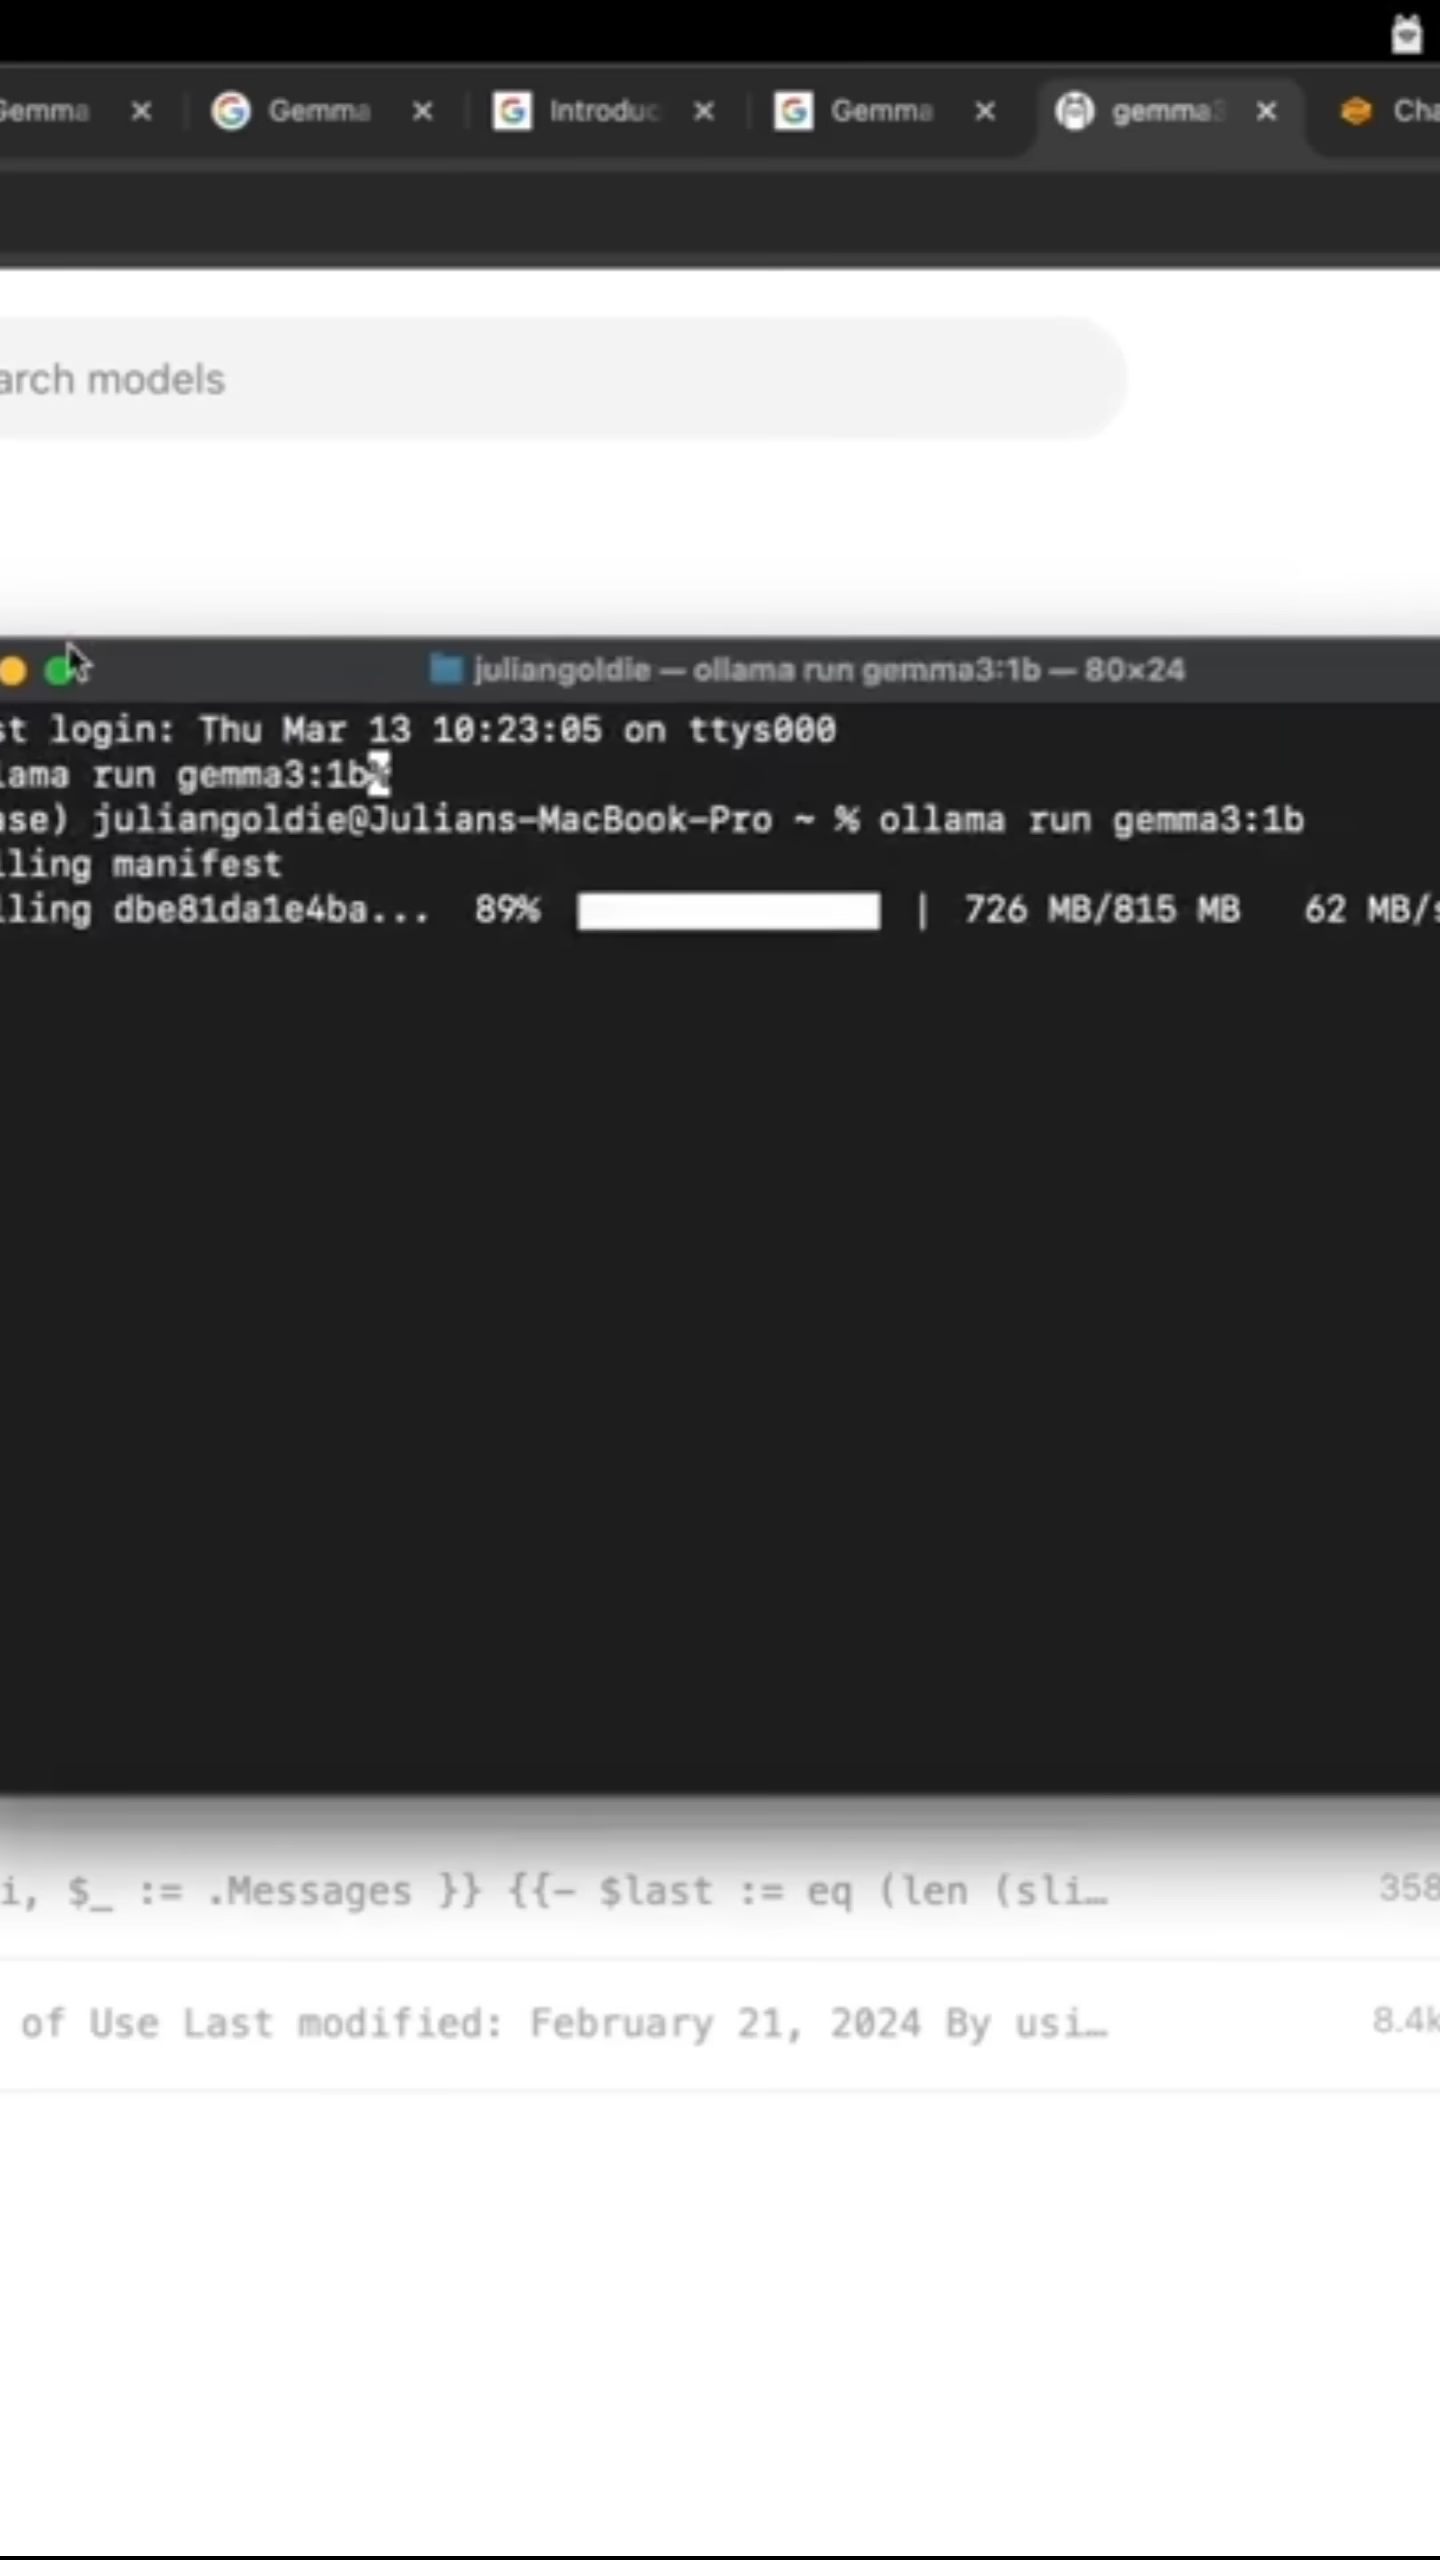 Gemma
Gemma
Introduc
Gemma
gemma3
Cha
arch models
juliangoldie — ollama run gemma3:1b — 80×24
st login: Thu Mar 13 10:23:05 on ttys000
lama run gemma3:1b
ase) juliangoldie@Julians-MacBook-Pro ~ % ollama run gemma3:1b
lling manifest
lling dbe81da1e4ba... 89% | 726 MB/815 MB 62 MB/s
i, $_ := .Messages }} {{- $last := eq (len (sli… 358
of Use Last modified: February 21, 2024 By usi… 8.4k